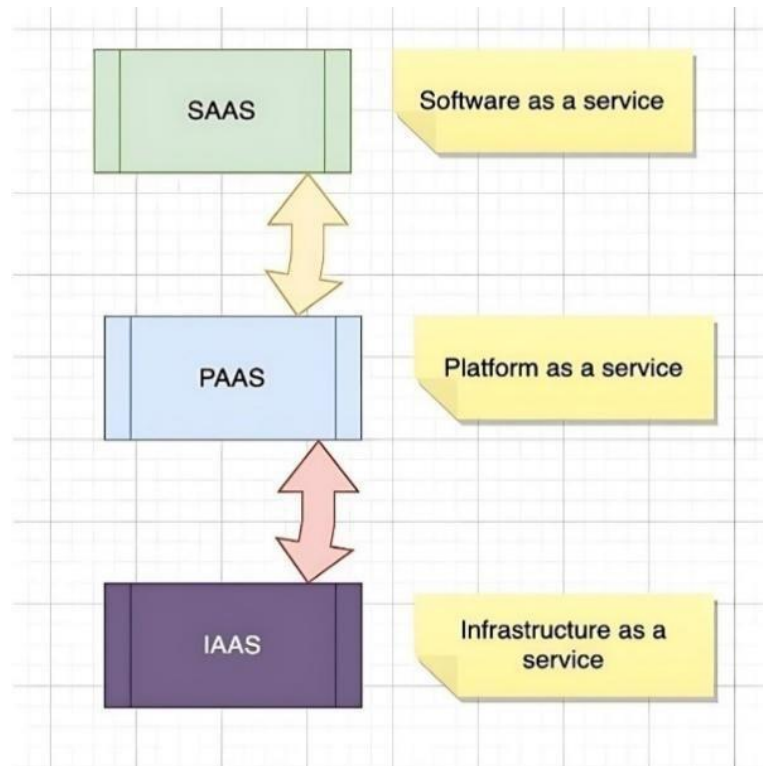 SAAS
Software as a service
PAAS
Platform as a service
IAAS
Infrastructure as a
service